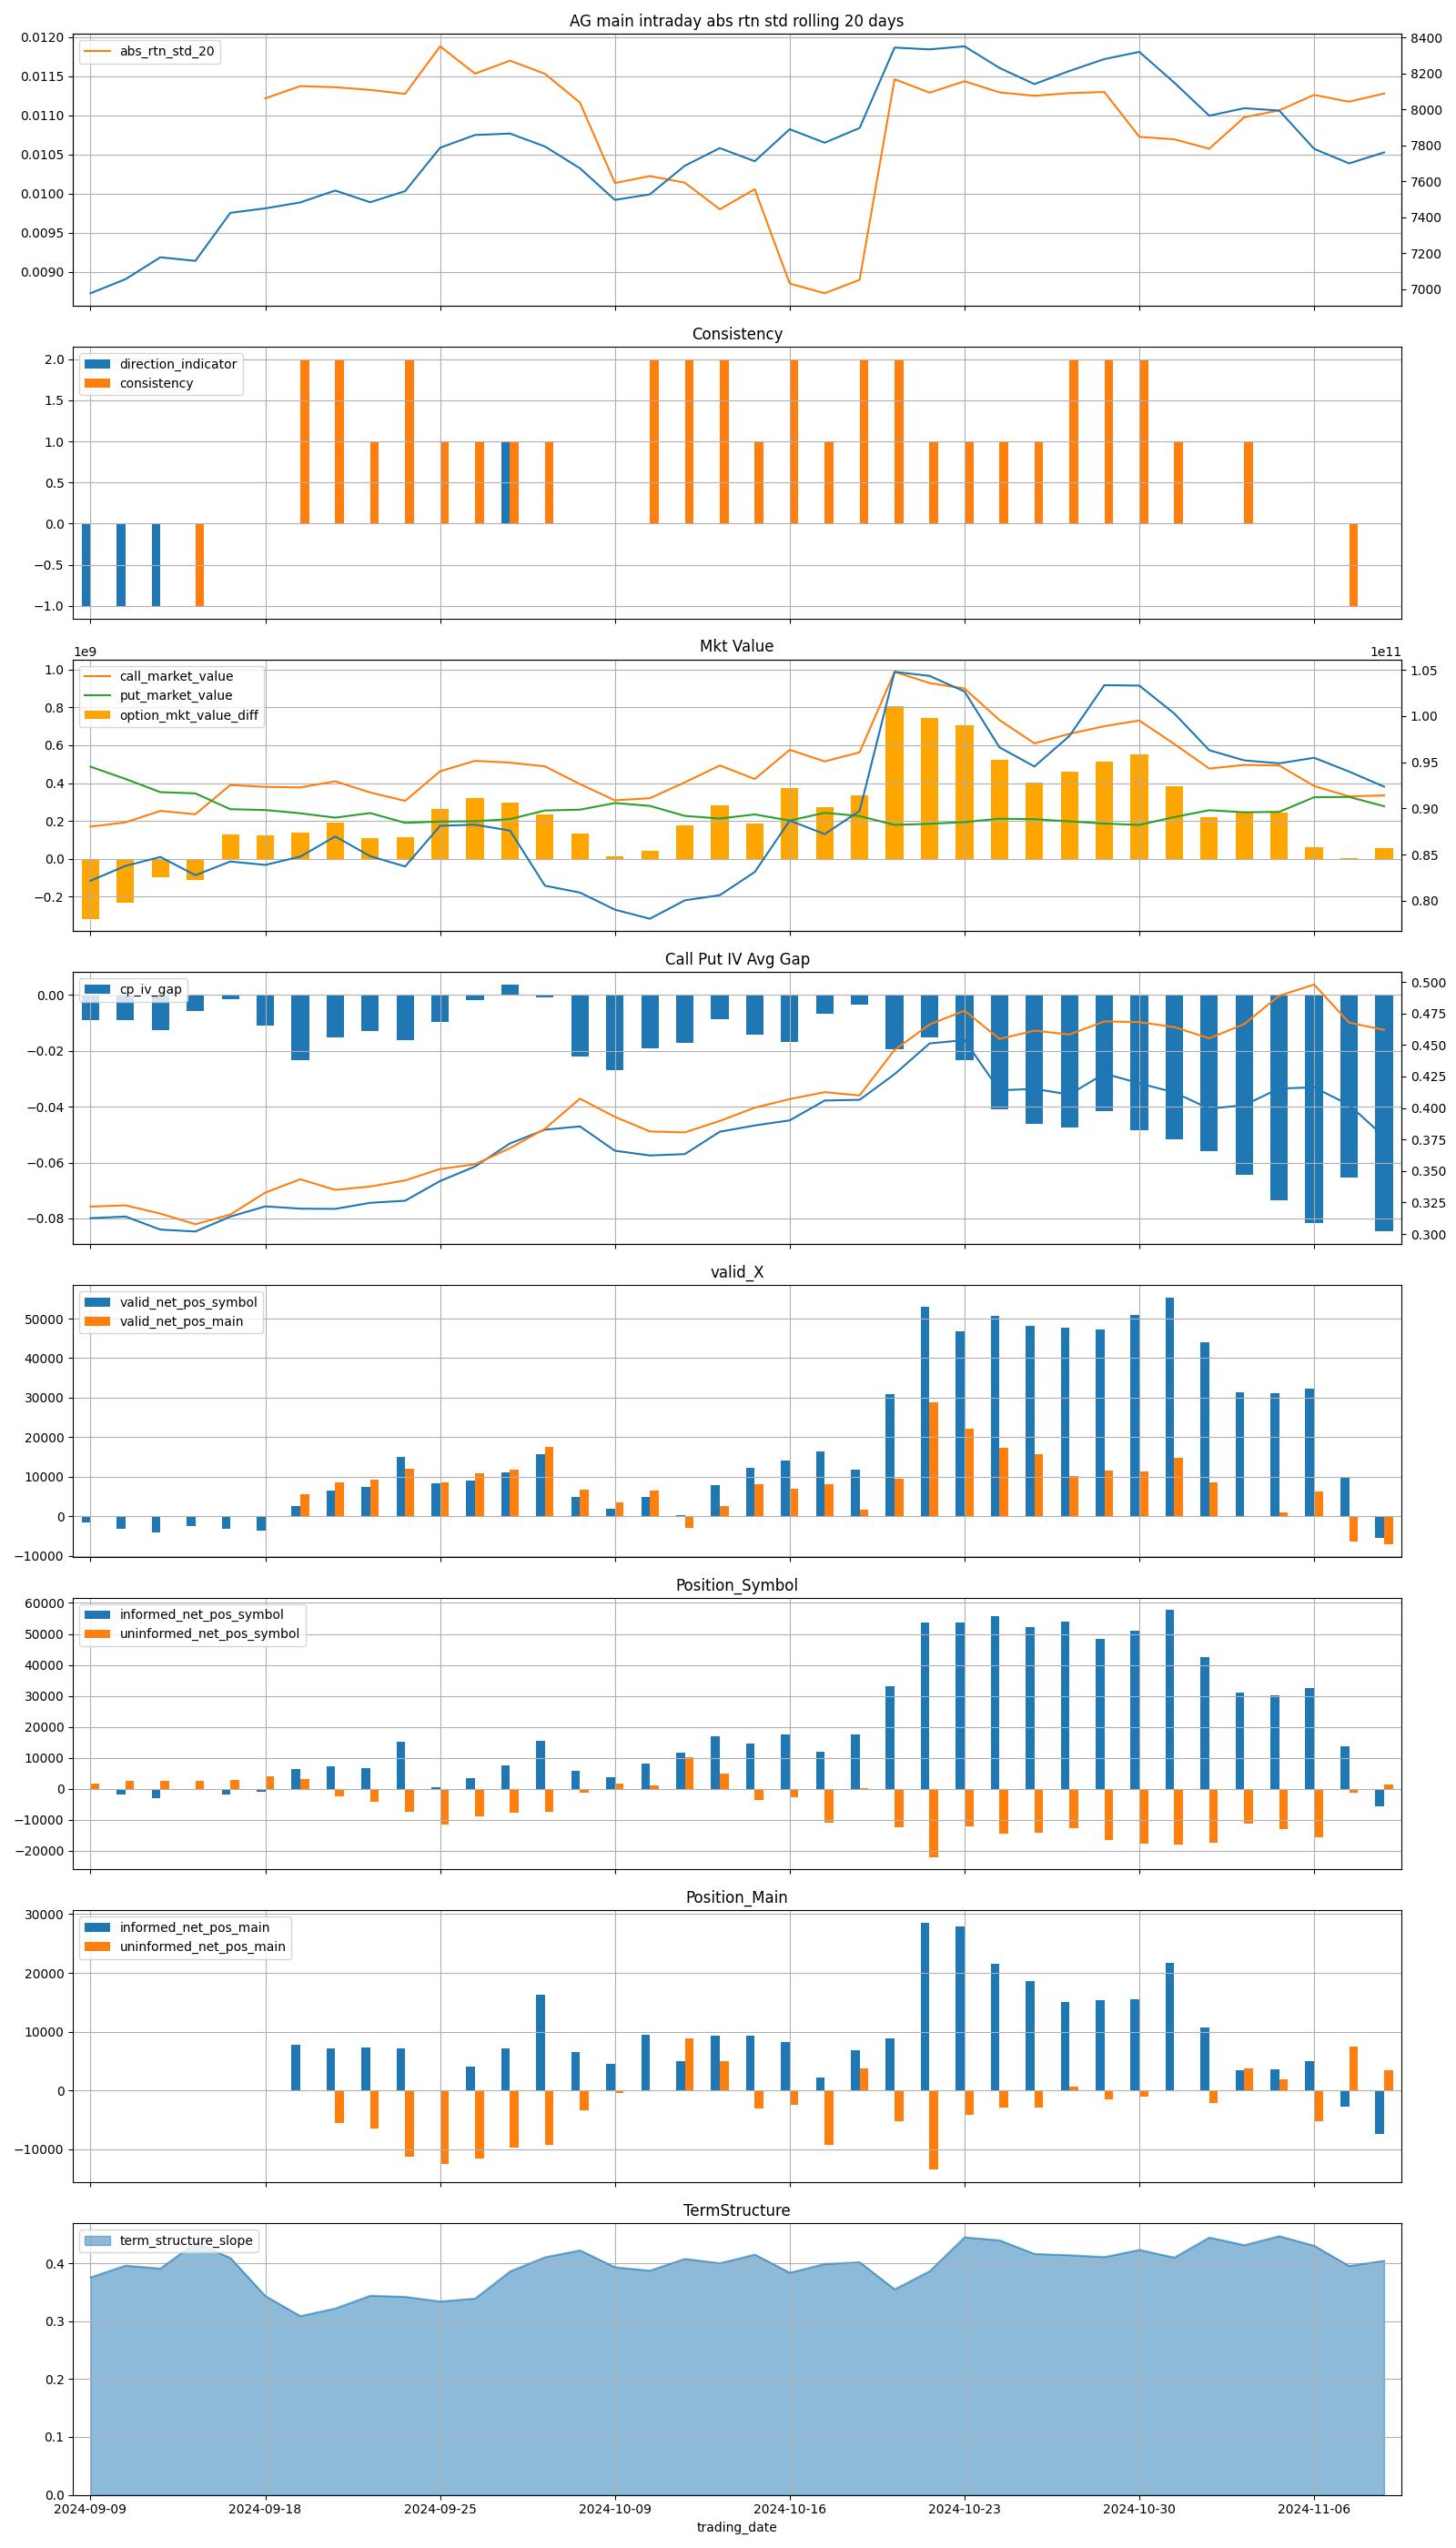 AG main intraday abs rtn std rolling 20 days
abs_rtn_std_20
0.0120
0.0115
0.0110
0.0105
0.0100
0.0095
0.0090
8400
8200
8000
7800
7600
7400
7200
7000
Consistency
direction_indicator
consistency
2.0
1.5
1.0
0.5
0.0
−0.5
−1.0
Mkt Value
1e9
1e11
call_market_value
put_market_value
option_mkt_value_diff
1.0
0.8
0.6
0.4
0.2
0.0
−0.2
1.05
1.00
0.95
0.90
0.85
0.80
Call Put IV Avg Gap
cp_iv_gap
0.00
−0.02
−0.04
−0.06
−0.08
0.500
0.475
0.450
0.425
0.400
0.375
0.350
0.325
0.300
valid_X
valid_net_pos_symbol
valid_net_pos_main
50000
40000
30000
20000
10000
0
−10000
Position_Symbol
informed_net_pos_symbol
uninformed_net_pos_symbol
60000
50000
40000
30000
20000
10000
0
−10000
−20000
Position_Main
informed_net_pos_main
uninformed_net_pos_main
30000
20000
10000
0
−10000
TermStructure
term_structure_slope
0.4
0.3
0.2
0.1
0.0
2024-09-09 2024-09-18 2024-09-25 2024-10-09 2024-10-16 2024-10-23 2024-10-30 2024-11-06
trading_date